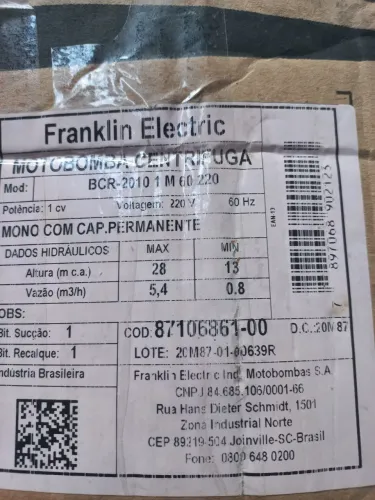 Franklin Electric
MOTOBOMBA CENTRIFUGA
Mod: BCR-2010 1 M 60 220
Potência: 1 cv Voltagem: 220 V 60 Hz
MONO COM CAP.PERMANENTE
DADOS HIDRÁULICOS MAX MIN
Altura (m c.a.) 28 13
Vazão (m3/h) 5,4 0.8
OBS:
Bit. Sucção: 1 COD: 87106861-00 D.C.:20M87
Bit. Recalque: 1 LOTE: 20M87-01-00639R
Industria Brasileira
Franklin Electric Ind. Motobombas S.A
CNPJ 84.685.106/0001-66
Rua Hans Dieter Schmidt, 1501
Zona Industrial Norte
CEP 89219-504 Joinville-SC-Brasil
Fone: 0800 648 0200
EAN 13
7 897068 902123